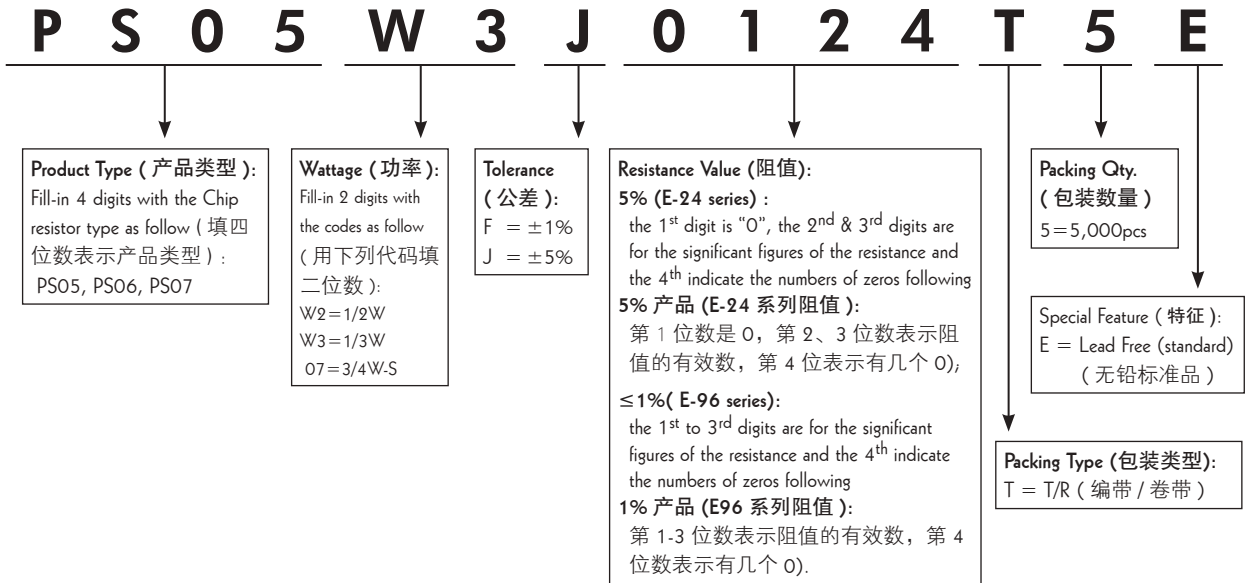 P S 0 5 W 3 J 0 1 2 4 T 5 E
Product Type ( 产品类型 ):
Fill-in 4 digits with the Chip
resistor type as follow ( 填四
位数表示产品类型 ) :
PS05, PS06, PS07
Wattage ( 功率 ):
Fill-in 2 digits with
the codes as follow
( 用下列代码填
二位数 ):
W2=1/2W
W3=1/3W
07=3/4W-S
Tolerance
( 公差 ):
F = ±1%
J = ±5%
Resistance Value (阻值):
5% (E-24 series) :
the 1st digit is “0”, the 2nd & 3rd digits are
for the significant figures of the resistance and
the 4th indicate the numbers of zeros following
5% 产品 (E-24 系列阻值 ):
第 1 位数是 0，第 2、3 位数表示阻
值的有效数，第 4 位表示有几个 0);
≤1%( E-96 series):
the 1st to 3rd digits are for the significant
figures of the resistance and the 4th indicate
the numbers of zeros following
1% 产品 (E96 系列阻值 ):
第 1-3 位数表示阻值的有效数，第 4
位数表示有几个 0).
Packing Qty.
( 包装数量 )
5=5,000pcs
Special Feature ( 特征 ):
E = Lead Free (standard)
( 无铅标准品 )
Packing Type (包装类型):
T = T/R ( 编带 / 卷带 )